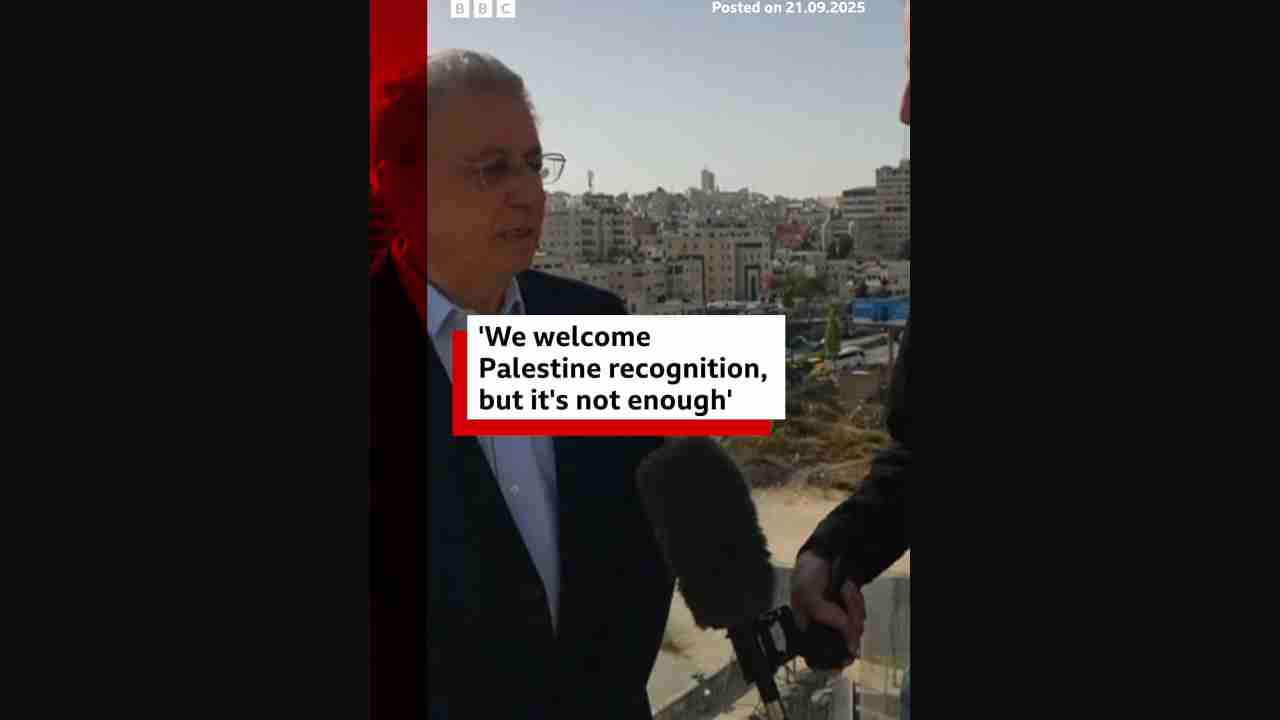 BBC
Posted on 21.09.2025
'We welcome
Palestine recognition,
but it's not enough'